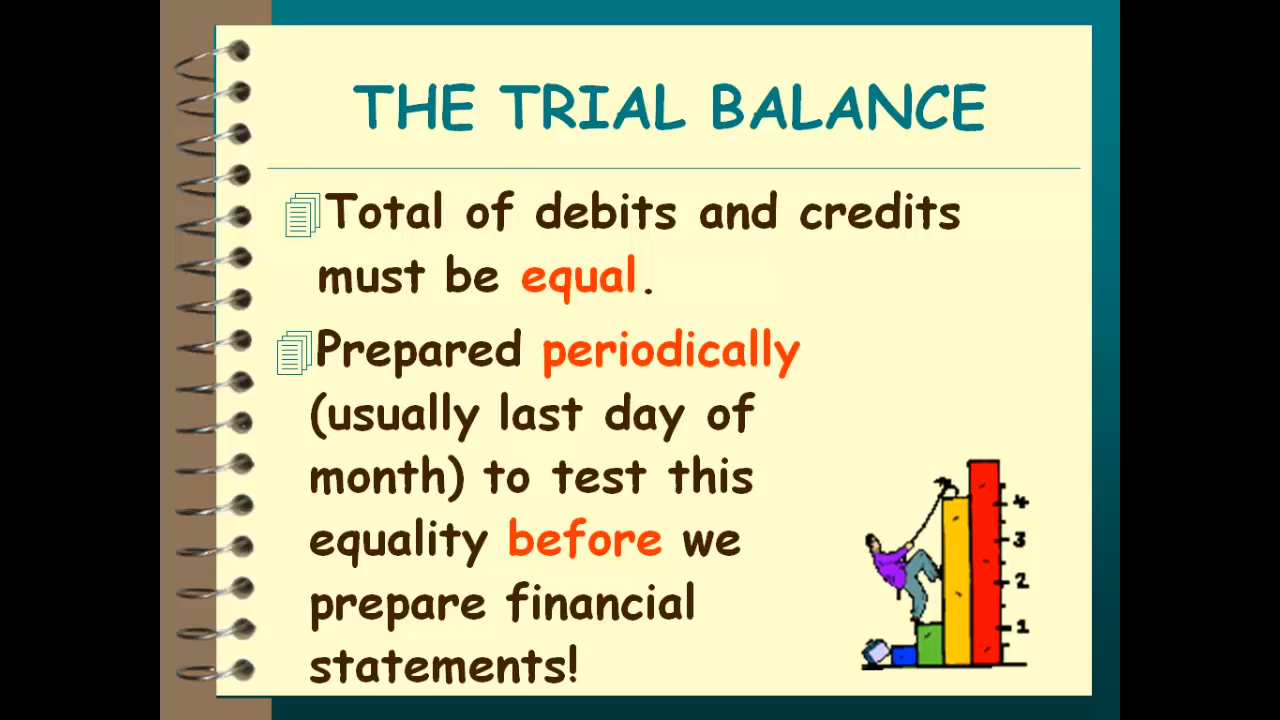 THE TRIAL BALANCE
Total of debits and credits
must be equal.
Prepared periodically
(usually last day of
month) to test this
equality before we
prepare financial
statements!
4
3
2
1